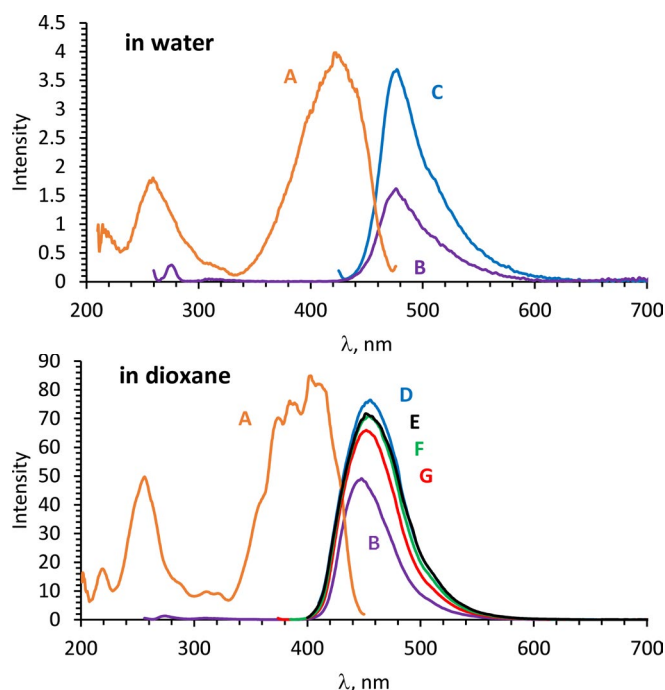 in water
4.5
4
3.5
3
2.5
2
1.5
1
0.5
0
Intensity
A
C
B
200 300 400 500 600 700
λ, nm
in dioxane
90
80
70
60
50
40
30
20
10
0
Intensity
A
D
E
F
G
B
200 300 400 500 600 700
λ, nm